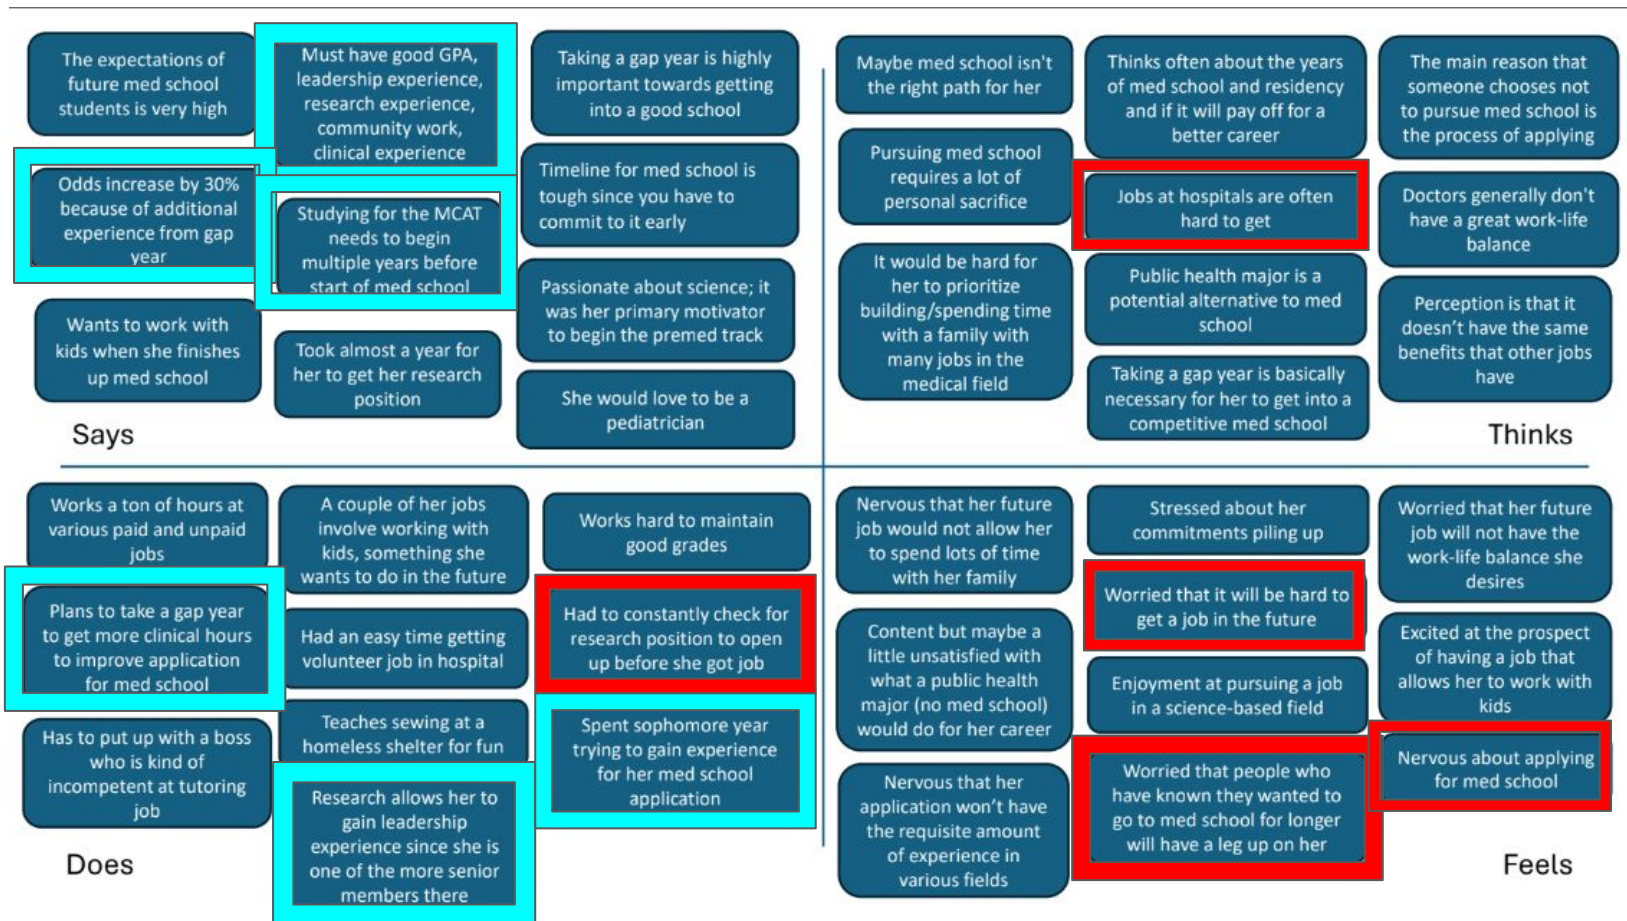 The expectations of
future med school
students is very high
Must have good GPA,
leadership experience,
research experience,
community work,
clinical experience
Taking a gap year is highly
important towards getting
into a good school
Odds increase by 30%
because of additional
experience from gap
year
Studying for the MCAT
needs to begin
multiple years before
start of med school
Timeline for med school is
tough since you have to
commit to it early
Passionate about science; it
was her primary motivator
to begin the premed track
Wants to work with
kids when she finishes
up med school
Took almost a year for
her to get her research
position
She would love to be a
pediatrician
Says
Maybe med school isn't
the right path for her
Thinks often about the years
of med school and residency
and if it will pay off for a
better career
The main reason that
someone chooses not
to pursue med school is
the process of applying
Pursuing med school
requires a lot of
personal sacrifice
Jobs at hospitals are often
hard to get
Doctors generally don't
have a great work-life
balance
It would be hard for
her to prioritize
building/spending time
with a family with
many jobs in the
medical field
Public health major is a
potential alternative to med
school
Perception is that it
doesn't have the same
benefits that other jobs
have
Taking a gap year is basically
necessary for her to get into a
competitive med school
Thinks
Works a ton of hours at
various paid and unpaid
jobs
A couple of her jobs
involve working with
kids, something she
wants to do in the future
Works hard to maintain
good grades
Plans to take a gap year
to get more clinical hours
to improve application
for med school
Had an easy time getting
volunteer job in hospital
Had to constantly check for
research position to open
up before she got job
Has to put up with a boss
who is kind of
incompetent at tutoring
job
Teaches sewing at a
homeless shelter for fun
Spent sophomore year
trying to gain experience
for her med school
application
Research allows her to
gain leadership
experience since she is
one of the more senior
members there
Does
Nervous that her future
job would not allow her
to spend lots of time
with her family
Stressed about her
commitments piling up
Worried that her future
job will not have the
work-life balance she
desires
Worried that it will be hard to
get a job in the future
Content but maybe a
little unsatisfied with
what a public health
major (no med school)
would do for her career
Enjoyment at pursuing a job
in a science-based field
Excited at the prospect
of having a job that
allows her to work with
kids
Nervous that her
application won't have
the requisite amount
of experience in
various fields
Worried that people who
have known they wanted to
go to med school for longer
will have a leg up on her
Nervous about applying
for med school
Feels